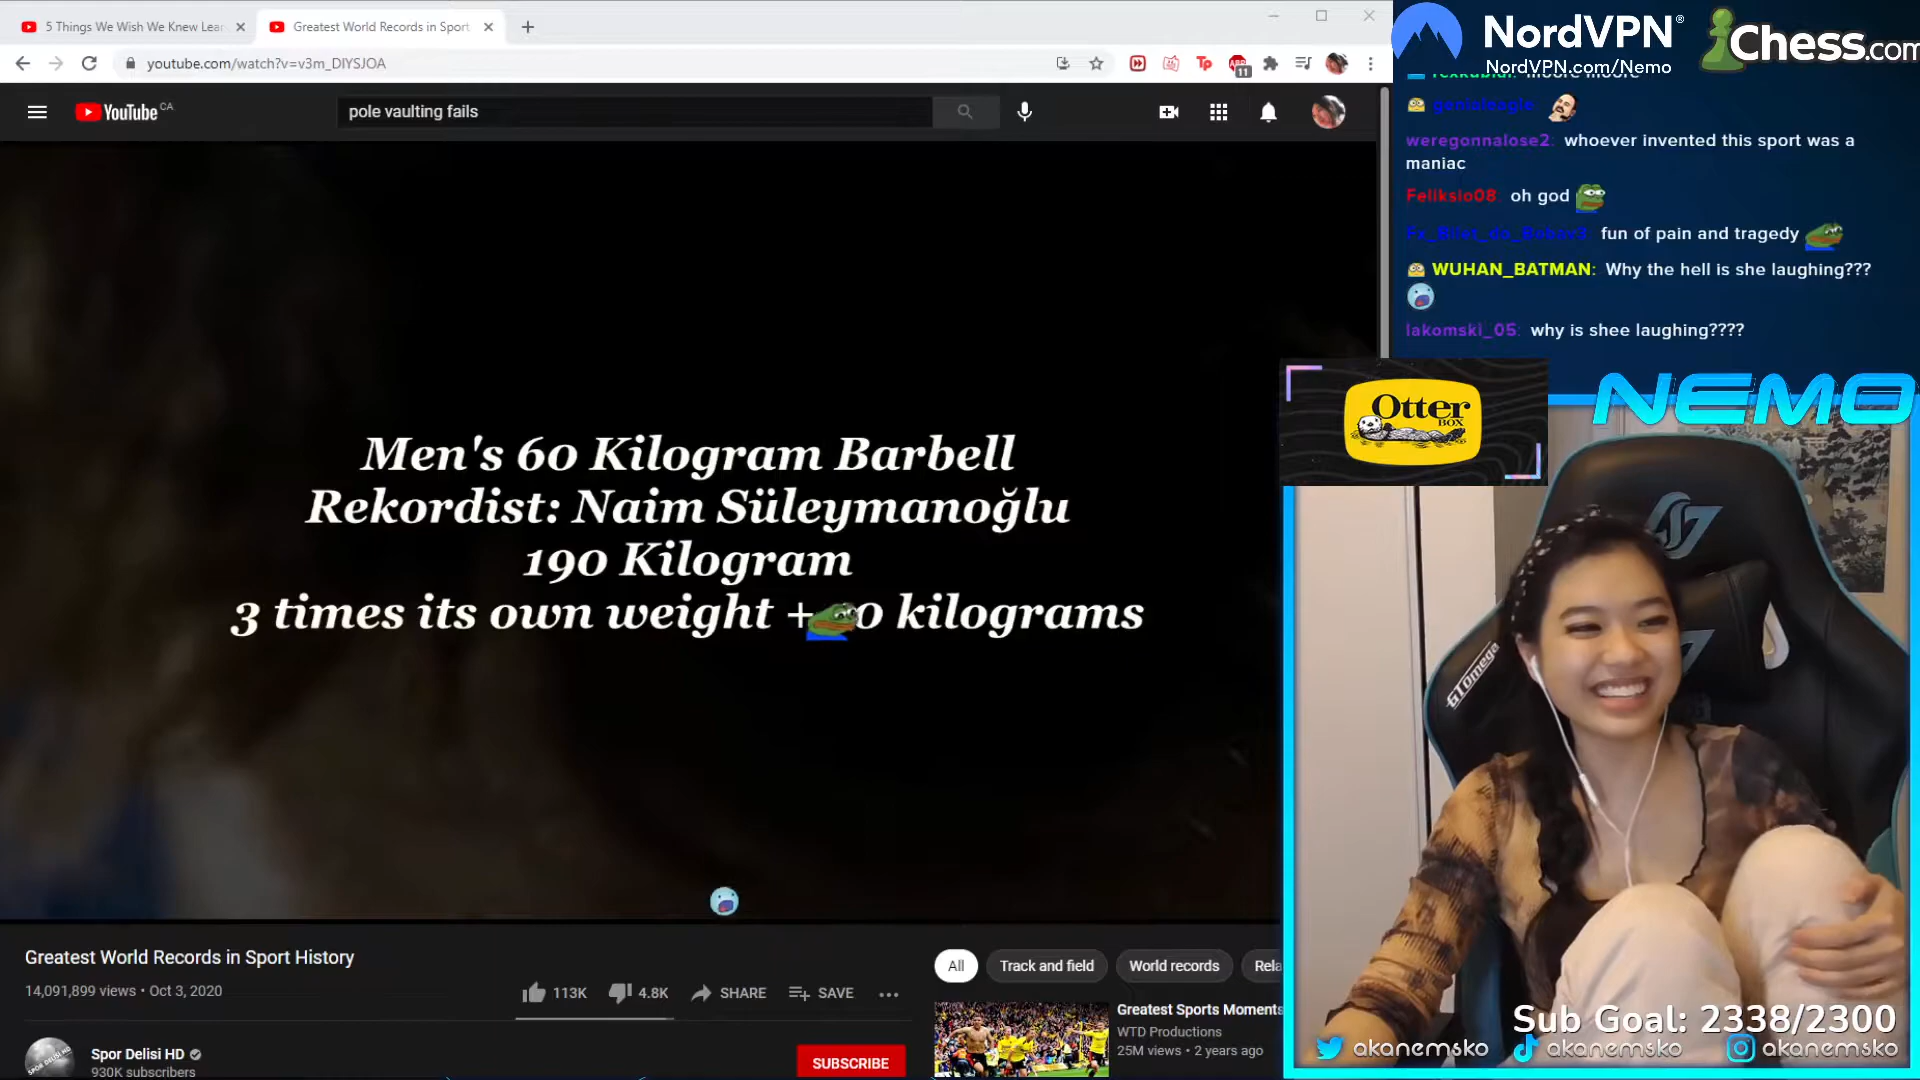 5 Things We Wish We Knew Lear
Greatest World Records in Sport
youtube.com/watch?v=v3m_DIYSJOA
11
YouTube CA
pole vaulting fails
Men's 60 Kilogram Barbell
Rekordist: Naim Süleymanoğlu
190 Kilogram
3 times its own weight + 0 kilograms
Greatest World Records in Sport History
14,091,899 views • Oct 3, 2020
113K
4.8K
SHARE
SAVE
Spor Delisi HD
930K subscribers
SUBSCRIBE
All
Track and field
World records
Rela
Greatest Sports Moments
WTD Productions
25M views • 2 years ago
NordVPN®
NordVPN.com/Nemo
Chess.com
genialeagle
weregonnalose2: whoever invented this sport was a
maniac
Feliksio08: oh god
fun of pain and tragedy
WUHAN_BATMAN: Why the hell is she laughing???
lakomski_05: why is shee laughing????
Otter
BOX
NEMO
GTOmega
Sub Goal: 2338/2300
akanemsko
akanemsko
akanemsko